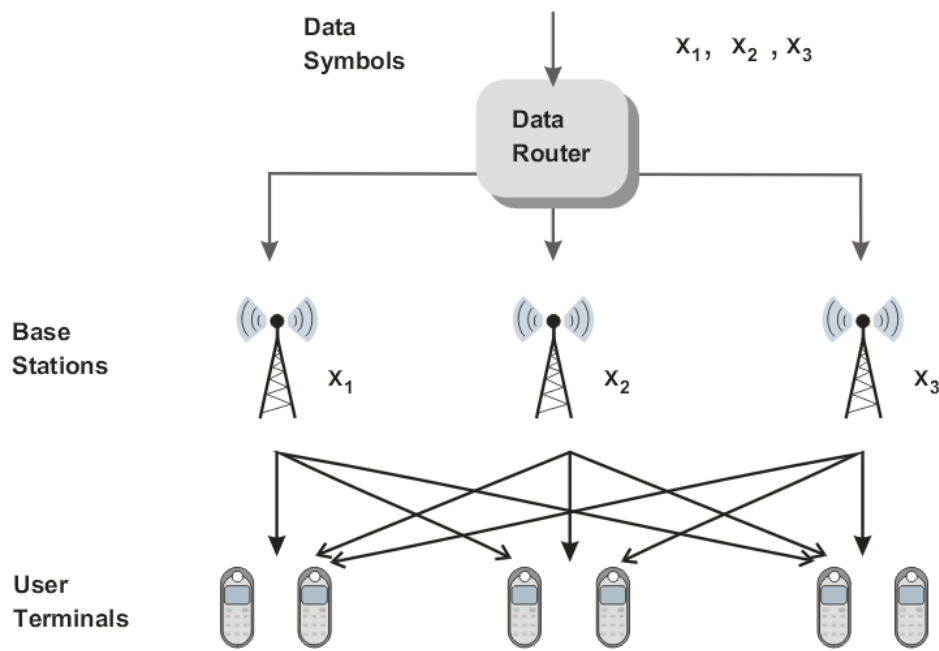 Data
Symbols
x₁, x₂ , x₃
Data
Router
Base
Stations
x₁
x₂
x₃
User
Terminals